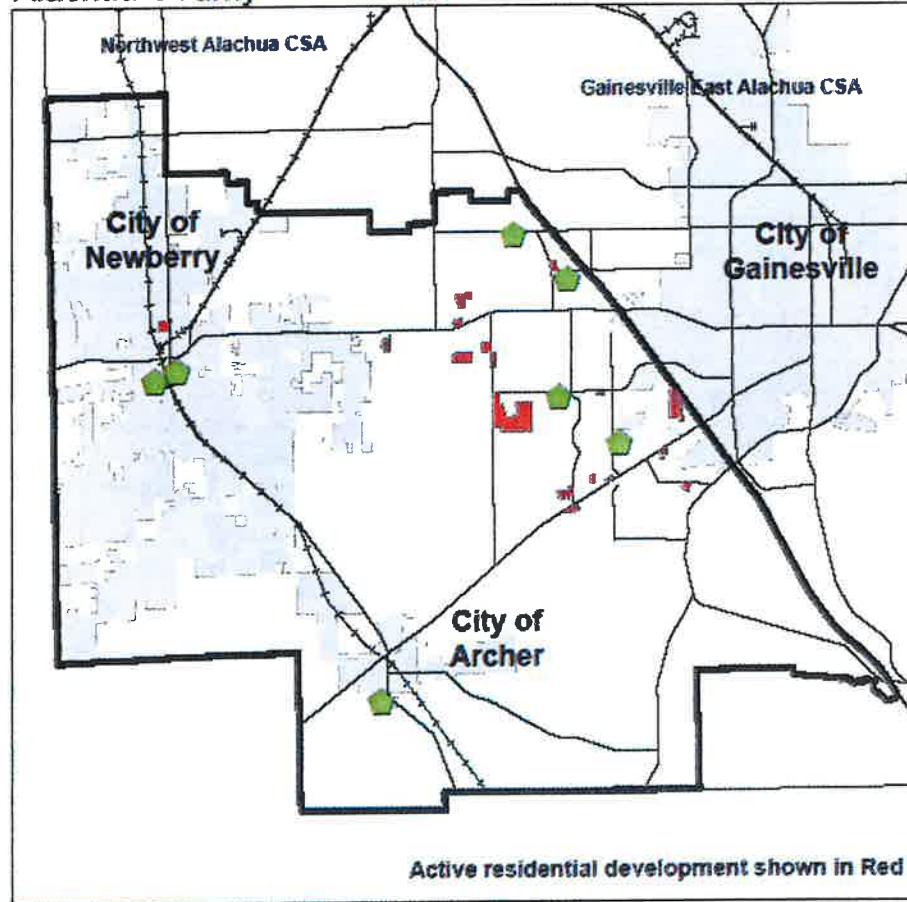 Northwest Alachua CSA
Gainesville East Alachua CSA
City of
Newberry
City of
Gainesville
City of
Archer
Active residential development shown in Red